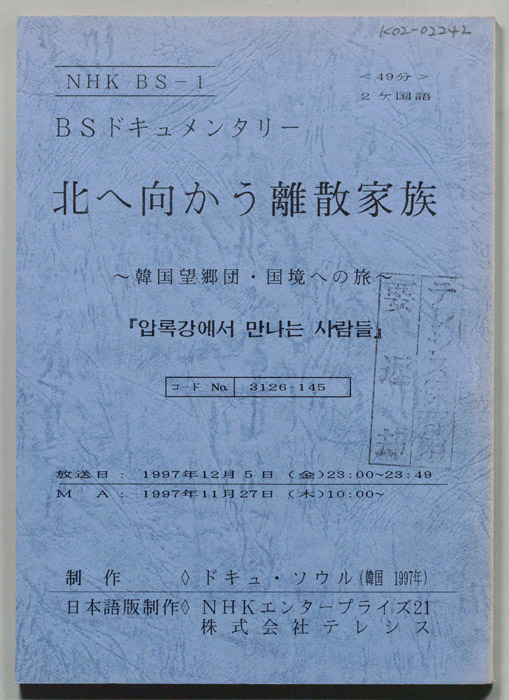 K02-02242
NHK BS-1
<49分>
2ヶ国語
BSドキュメンタリー
北へ向かう離散家族
～韓国望郷団・国境への旅～
『압록강에서 만나는 사람들』
コード No. 3126-145
要返却
放送日: 1997年12月5日 (金)23:00~23:49
MA: 1997年11月27日 (木)10:00~
制作 ◇ ドキュ・ソウル(韓国 1997年)
日本語版制作◇ NHKエンタープライズ21
株式会社テレシス